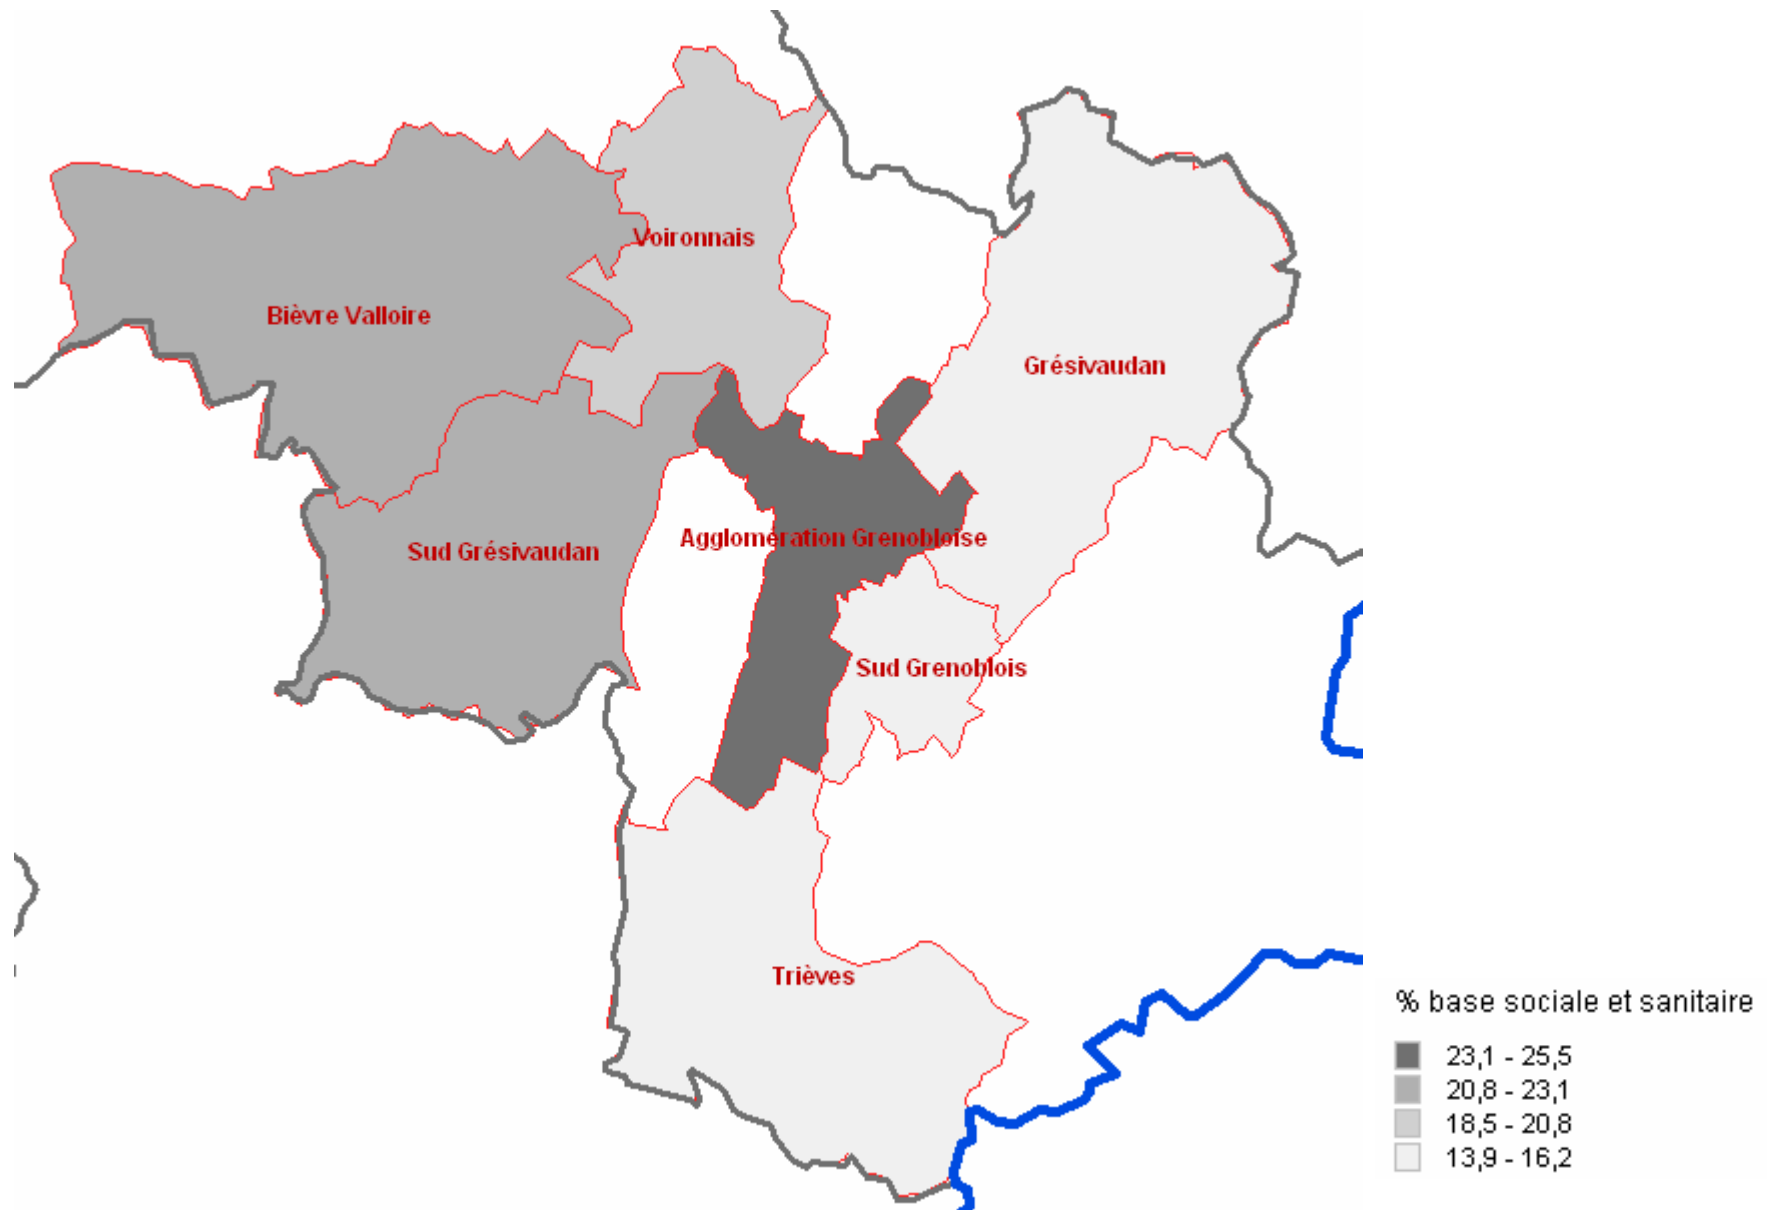 Voironnais
Bièvre Valloire
Grésivaudan
Agglomération Grenobloise
Sud Grésivaudan
Sud Grenoblois
Trièves
% base sociale et sanitaire
23,1 - 25,5
20,8 - 23,1
18,5 - 20,8
13,9 - 16,2